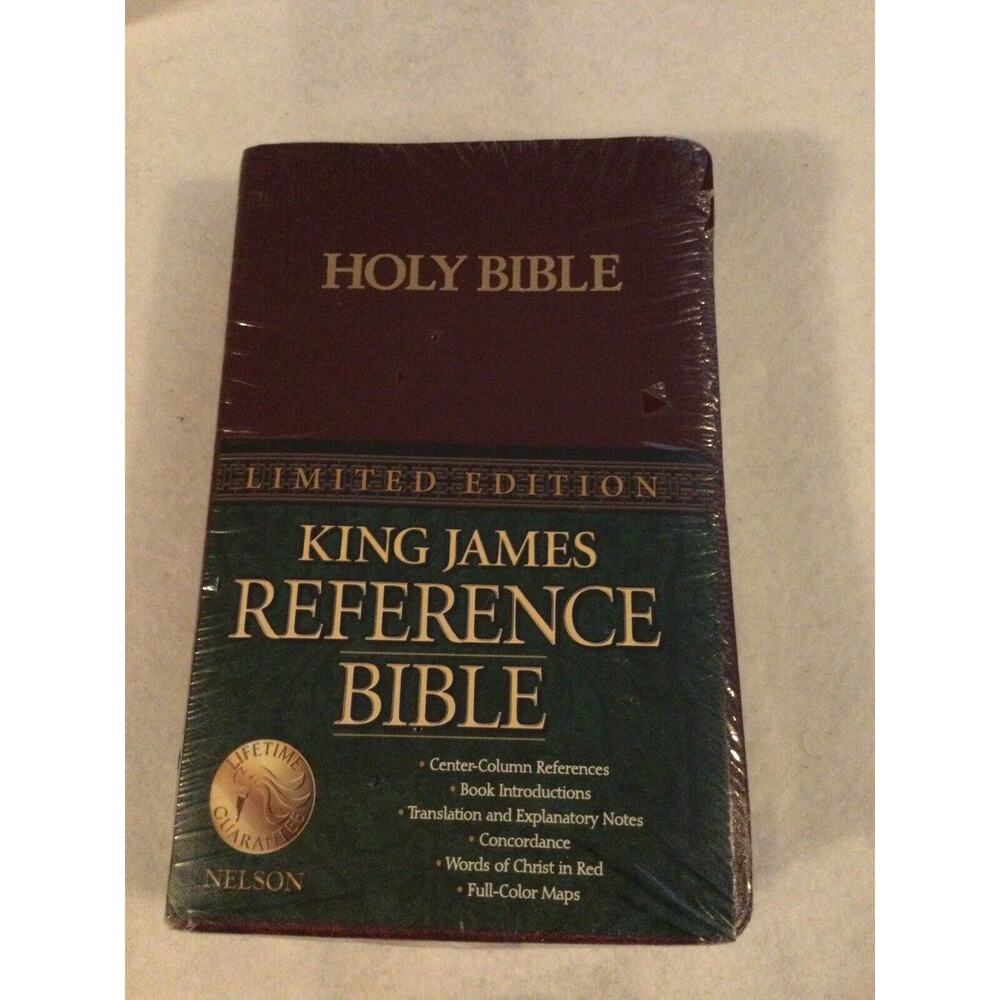 HOLY BIBLE
LIMITED EDITION
KING JAMES
REFERENCE
BIBLE
• Center-Column References
• Book Introductions
• Translation and Explanatory Notes
• Concordance
• Words of Christ in Red
• Full-Color Maps
LIFETIME
GUARANTEE
NELSON